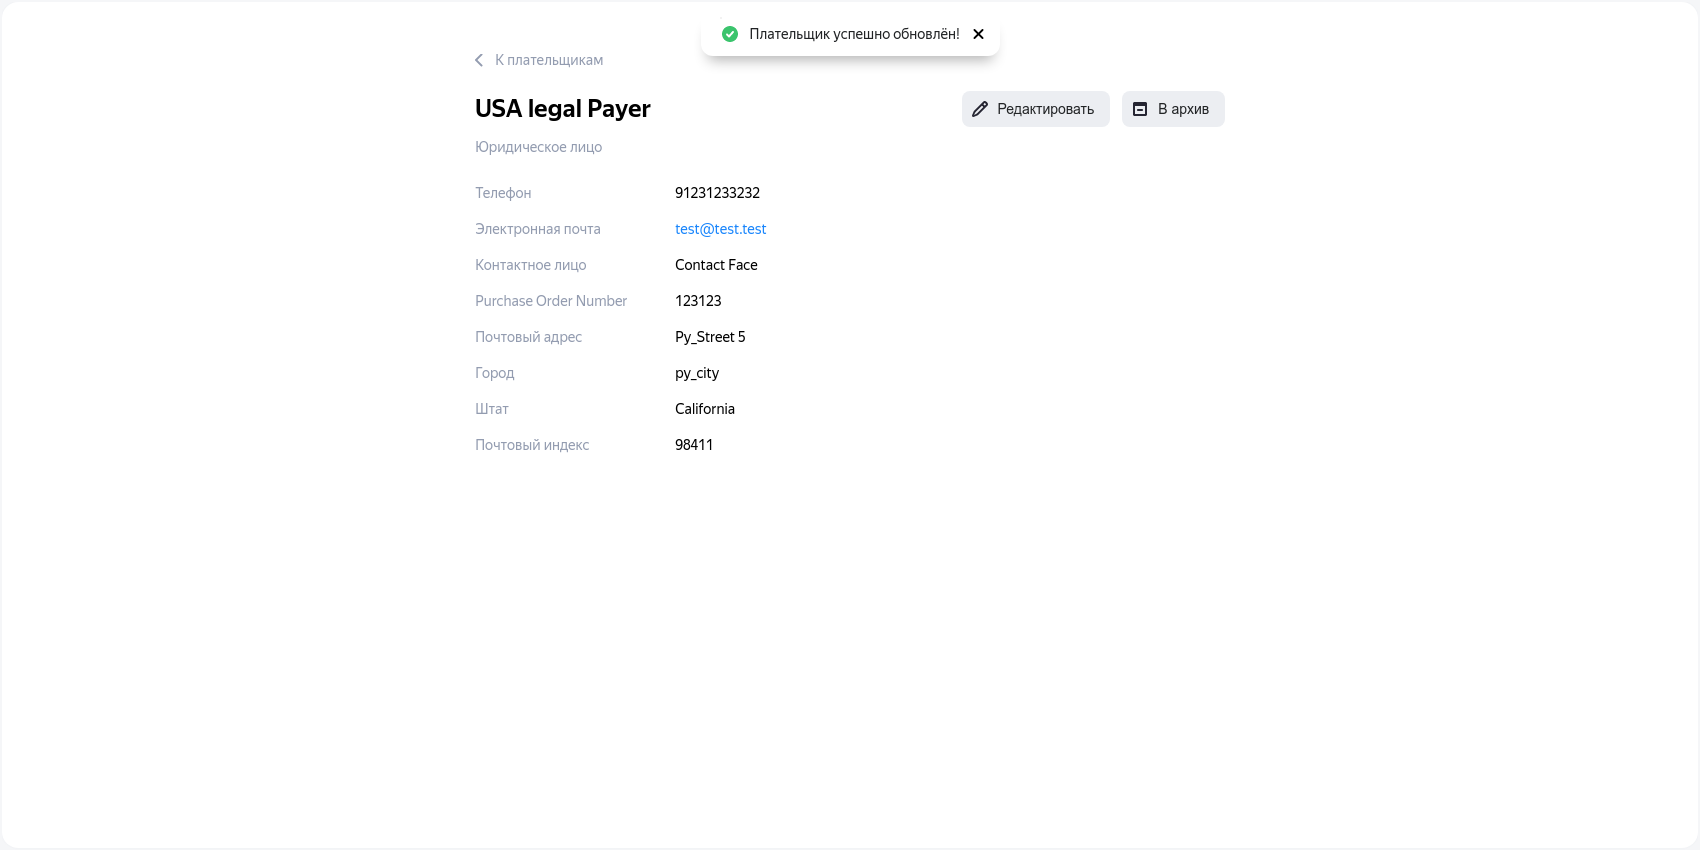 Плательщик успешно обновлён!
К плательщикам
USA legal Payer
Редактировать
В архив
Юридическое лицо
Телефон 91231233232
Электронная почта test@test.test
Контактное лицо Contact Face
Purchase Order Number 123123
Почтовый адрес Py_Street 5
Город py_city
Штат California
Почтовый индекс 98411